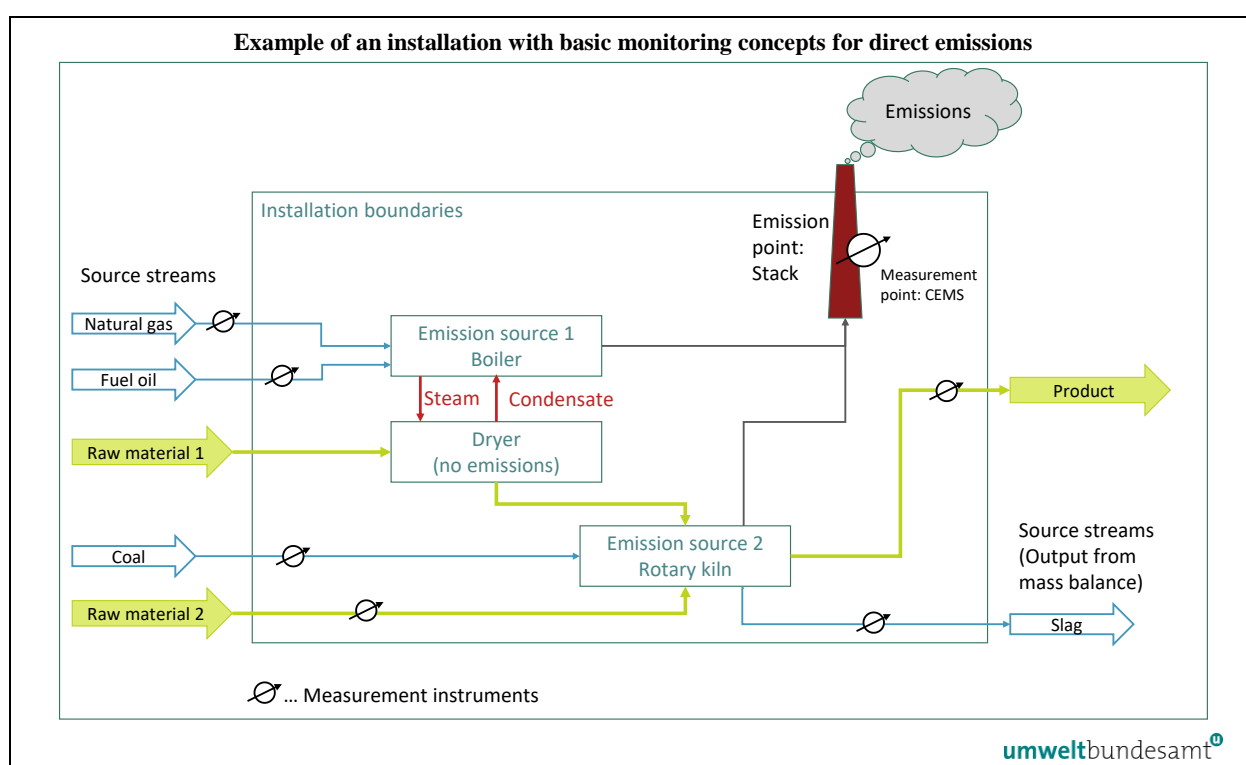 Example of an installation with basic monitoring concepts for direct emissions
Emissions
Installation boundaries
Emission
point:
Stack
Measurement
point: CEMS
Source streams
Natural gas
Emission source 1
Boiler
Fuel oil
Steam
Condensate
Product
Raw material 1
Dryer
(no emissions)
Coal
Emission source 2
Rotary kiln
Source streams
(Output from
mass balance)
Raw material 2
Slag
... Measurement instruments
umweltbundesamt
u